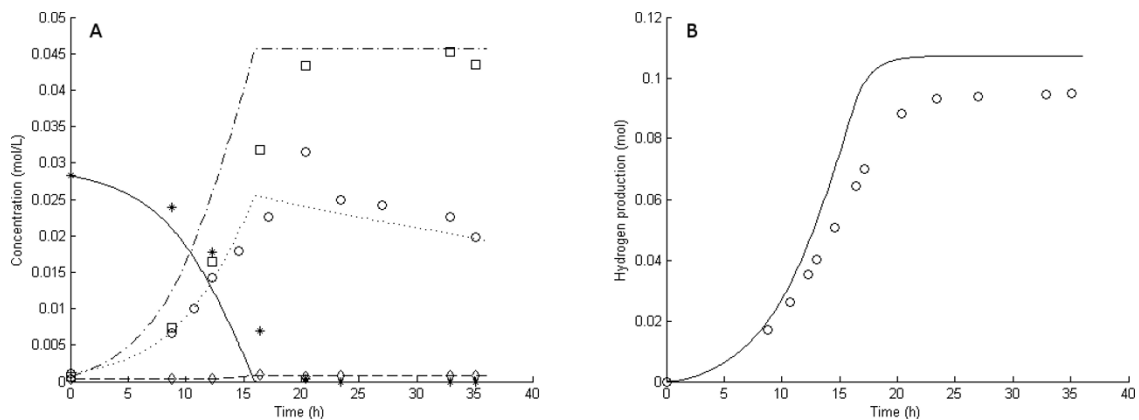 A
B
0.05
0.045
0.04
0.035
0.03
0.025
0.02
0.015
0.01
0.005
0
Concentration (mol/L)
0 5 10 15 20 25 30 35 40
Time (h)
0.12
0.1
0.08
0.06
0.04
0.02
0
Hydrogen production (mol)
0 5 10 15 20 25 30 35 40
Time (h)